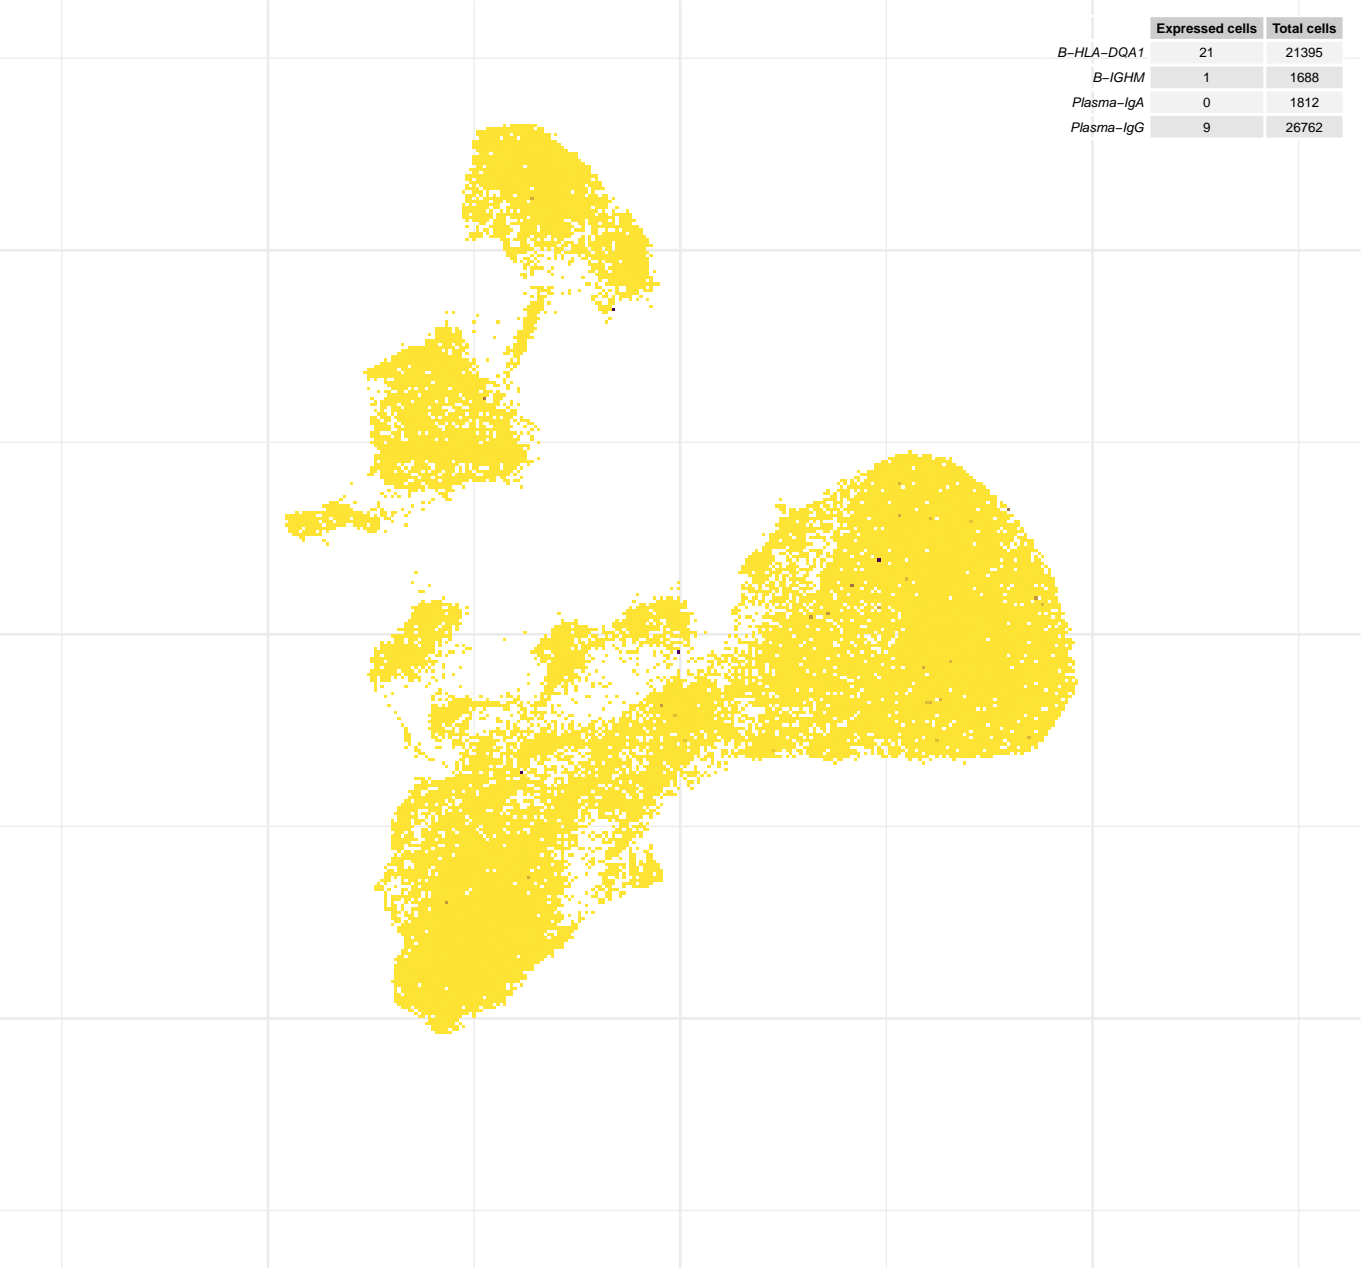 Expressed cells Total cells
B−HLA−DQA1 21 21395
B−IGHM 1 1688
Plasma−IgA 0 1812
Plasma−IgG 9 26762